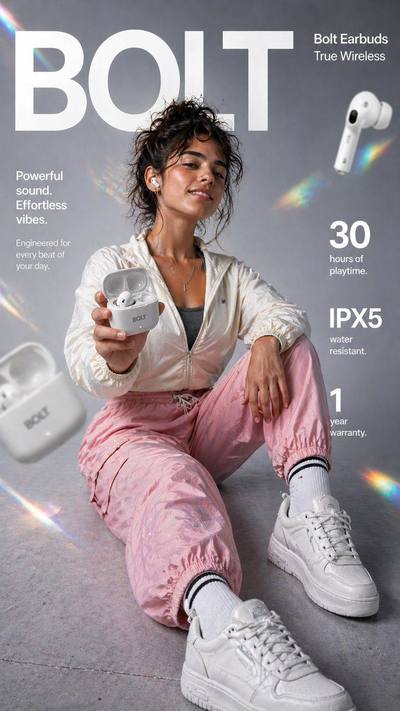 BOLT
Bolt Earbuds
True Wireless
Powerful
sound.
Effortless
vibes.
Engineered for
every beat of
your day.
30
hours of
playtime.
IPX5
water
resistant.
1
year
warranty.
BOLT
BOLT